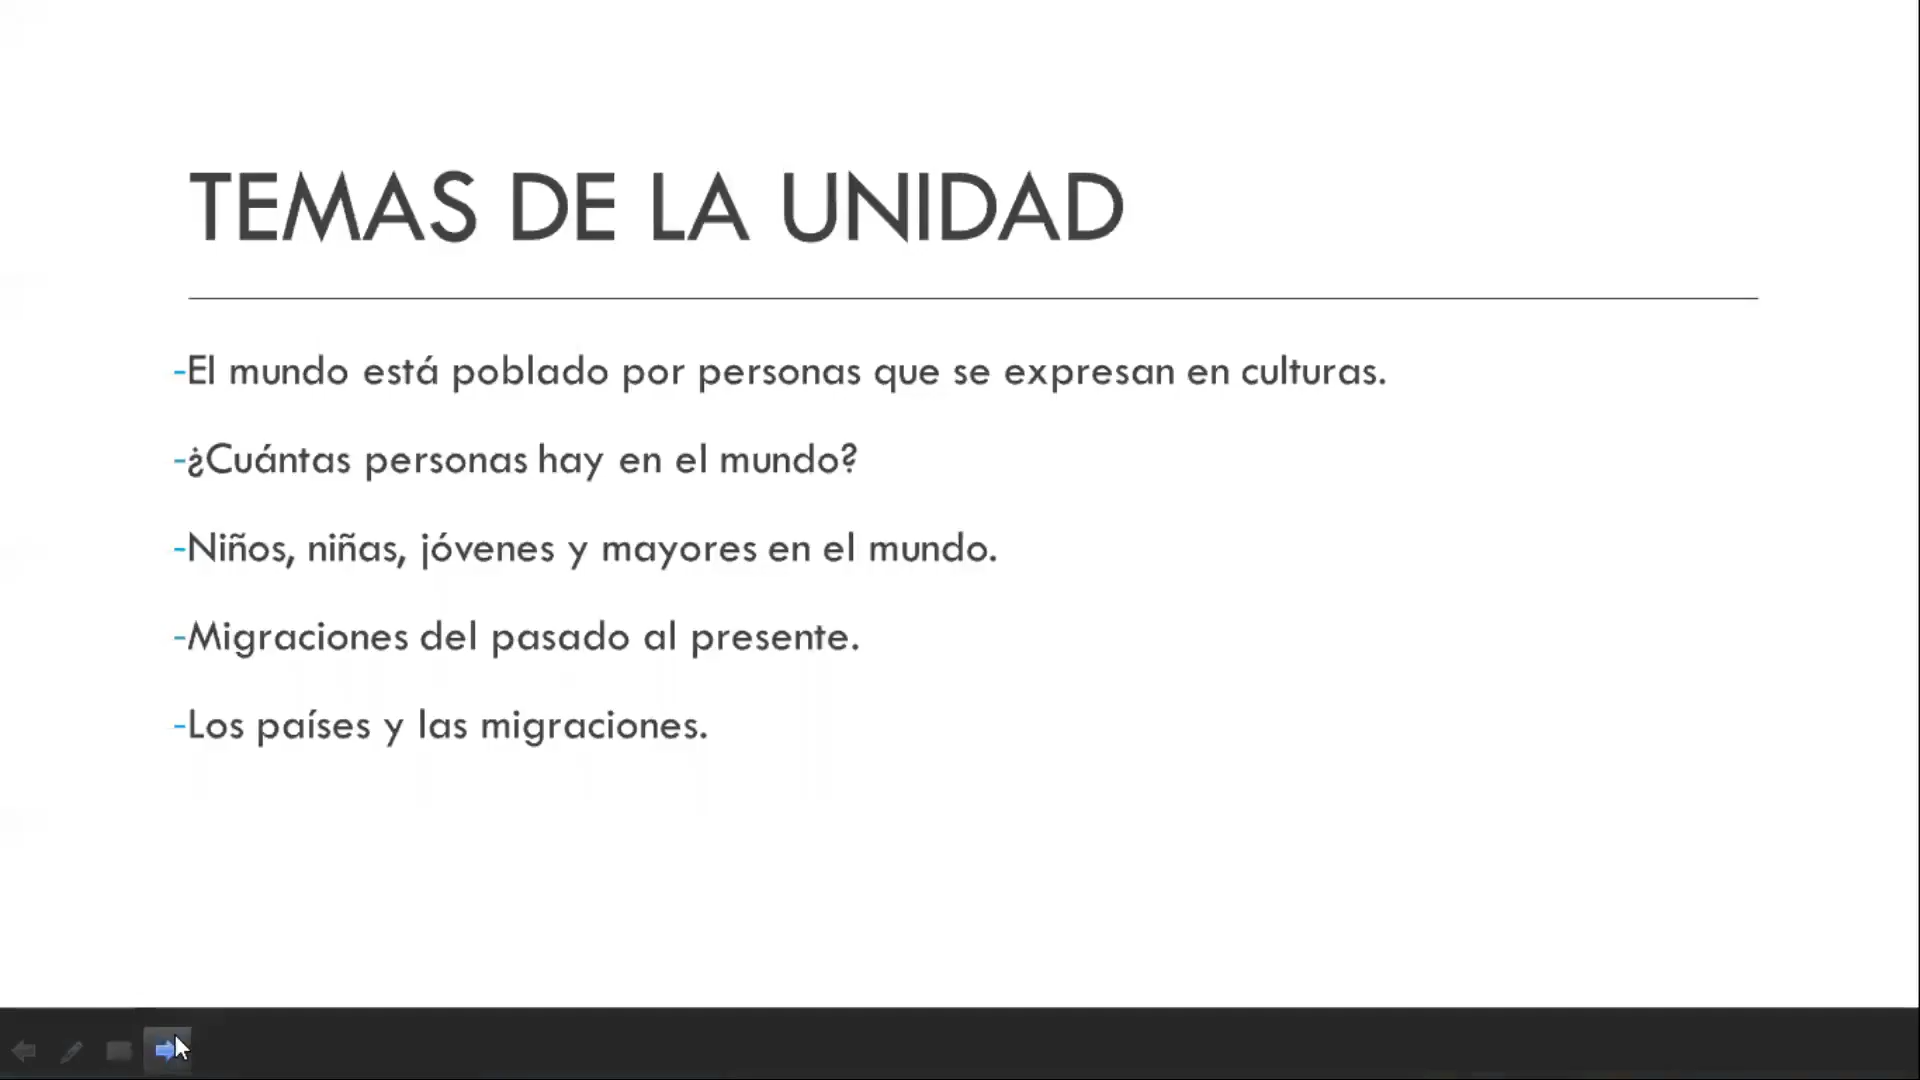 TEMAS DE LA UNIDAD
-El mundo está poblado por personas que se expresan en culturas.
-¿Cuántas personas hay en el mundo?
-Niños, niñas, jóvenes y mayores en el mundo.
-Migraciones del pasado al presente.
-Los países y las migraciones.